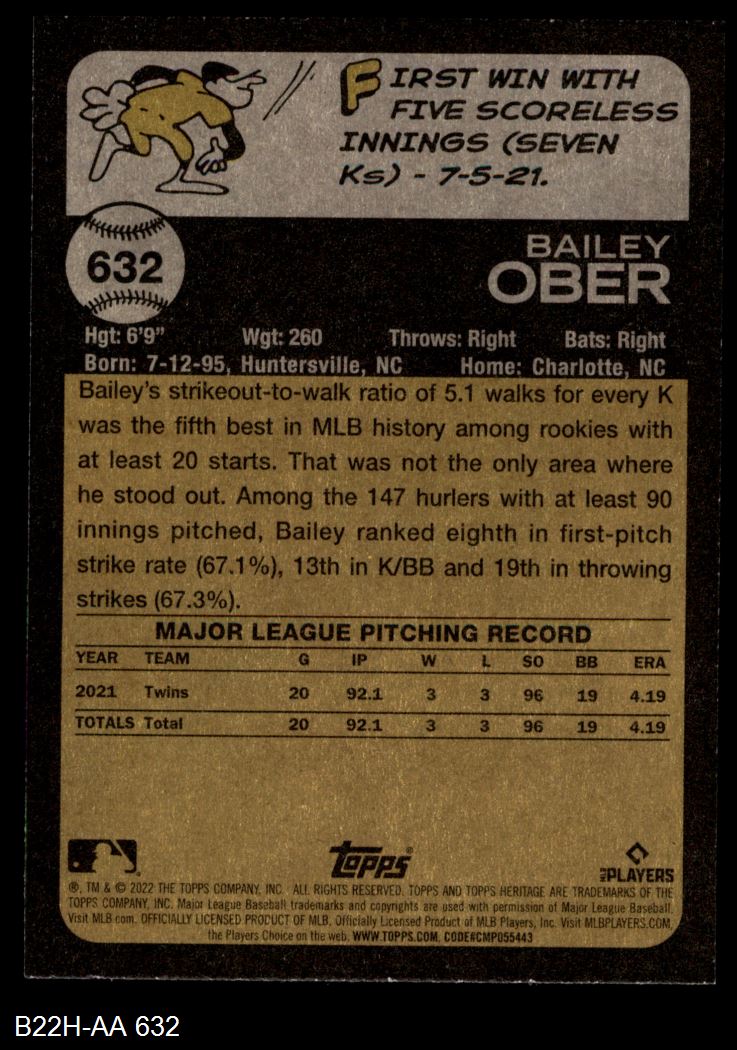 FIRST WIN WITH
FIVE SCORELESS
INNINGS (SEVEN
Ks) - 7-5-21.
632
BAILEY
OBER
Hgt: 6'9" Wgt: 260 Throws: Right Bats: Right
Born: 7-12-95, Huntersville, NC Home: Charlotte, NC
Bailey's strikeout-to-walk ratio of 5.1 walks for every K
was the fifth best in MLB history among rookies with
at least 20 starts. That was not the only area where
he stood out. Among the 147 hurlers with at least 90
innings pitched, Bailey ranked eighth in first-pitch
strike rate (67.1%), 13th in K/BB and 19th in throwing
strikes (67.3%).
MAJOR LEAGUE PITCHING RECORD
YEAR TEAM G IP W L SO BB ERA
2021 Twins 20 92.1 3 3 96 19 4.19
TOTALS Total 20 92.1 3 3 96 19 4.19
Topps®
MLB PLAYERS
®, TM & © 2022 THE TOPPS COMPANY, INC. ALL RIGHTS RESERVED. TOPPS AND TOPPS HERITAGE ARE TRADEMARKS OF THE
TOPPS COMPANY, INC. Major League Baseball trademarks and copyrights are used with permission of Major League Baseball.
Visit MLB.com. OFFICIALLY LICENSED PRODUCT OF MLB. Officially Licensed Product of MLB Players, Inc. Visit MLBPLAYERS.COM,
the Players Choice on the web. WWW.TOPPS.COM. CODE#CMP055443
B22H-AA 632